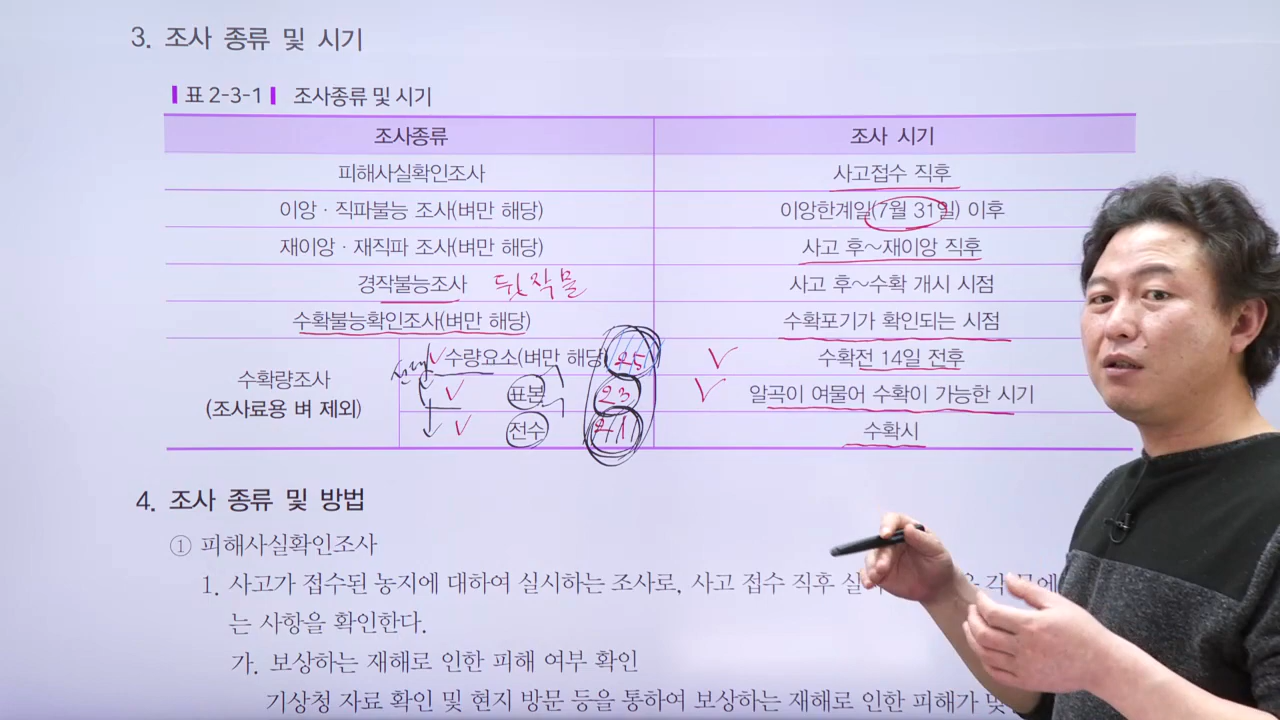 3. 조사 종류 및 시기
표 2-3-1 조사종류 및 시기
조사종류 조사 시기
피해사실확인조사 사고접수 직후
이앙·직파불능 조사(벼만 해당) 이앙한계일(7월 31일) 이후
재이앙·재직파 조사(벼만 해당) 사고 후~재이앙 직후
경작불능조사 뒷작물 사고 후~수확 개시 시점
수확불능확인조사(벼만 해당) 수확포기가 확인되는 시점
수확량조사
(조사료용 벼 제외)
수량요소(벼만 해당 25 수확전 14일 전후
표본 23 알곡이 여물어 수확이 가능한 시기
전수 21 수확시
4. 조사 종류 및 방법
① 피해사실확인조사
1. 사고가 접수된 농지에 대하여 실시하는 조사로, 사고 접수 직후
는 사항을 확인한다.
가. 보상하는 재해로 인한 피해 여부 확인
기상청 자료 확인 및 현지 방문 등을 통하여 보상하는 재해로 인한 피해가